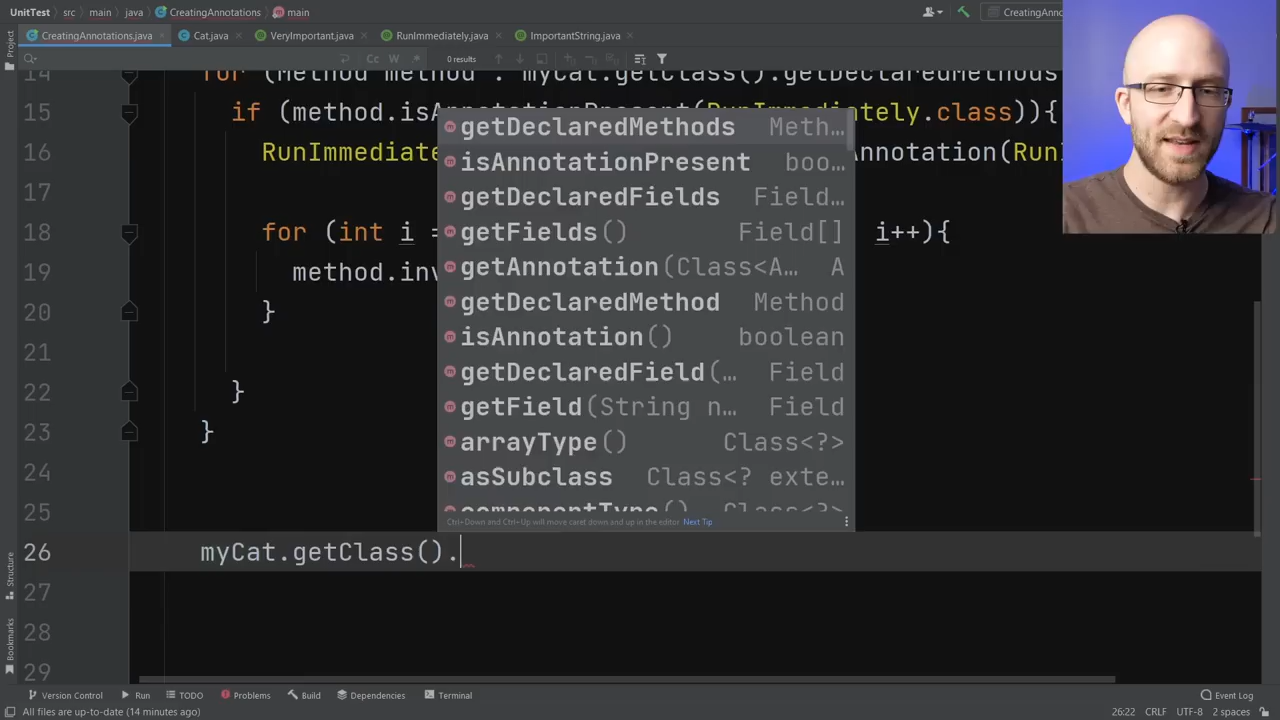 UnitTest src main java CreatingAnnotations main CreatingAnno
CreatingAnnotations.java Cat.java VeryImportant.java RunImmediately.java ImportantString.java
Cc W 0 results
14 for (Method method : myCat.getClass().getDeclaredMethods
15 if (method.isAnnotationPresent(RunImmediately.class)){
16 RunImmediate Annotation(RunI
17
18 for (int i = i++){
19 method.inv
20 }
21
22 }
23 }
24
25
26 myCat.getClass().
27
28
29
getDeclaredMethods Meth…
isAnnotationPresent boo…
getDeclaredFields Field…
getFields() Field[]
getAnnotation(Class<A… A
getDeclaredMethod Method
isAnnotation() boolean
getDeclaredField(… Field
getField(String n… Field
arrayType() Class<?>
asSubclass Class<? exte…
componentType() Class<?>
Ctrl+Down and Ctrl+Up will move caret down and up in the editor Next Tip
Project
Structure
Bookmarks
Version Control Run TODO Problems Build Dependencies Terminal Event Log
All files are up-to-date (14 minutes ago) 26:22 CRLF UTF-8 2 spaces